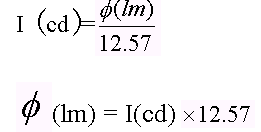 I (cd)=ϕ(lm)/12.57
ϕ (lm) = I(cd) ×12.57